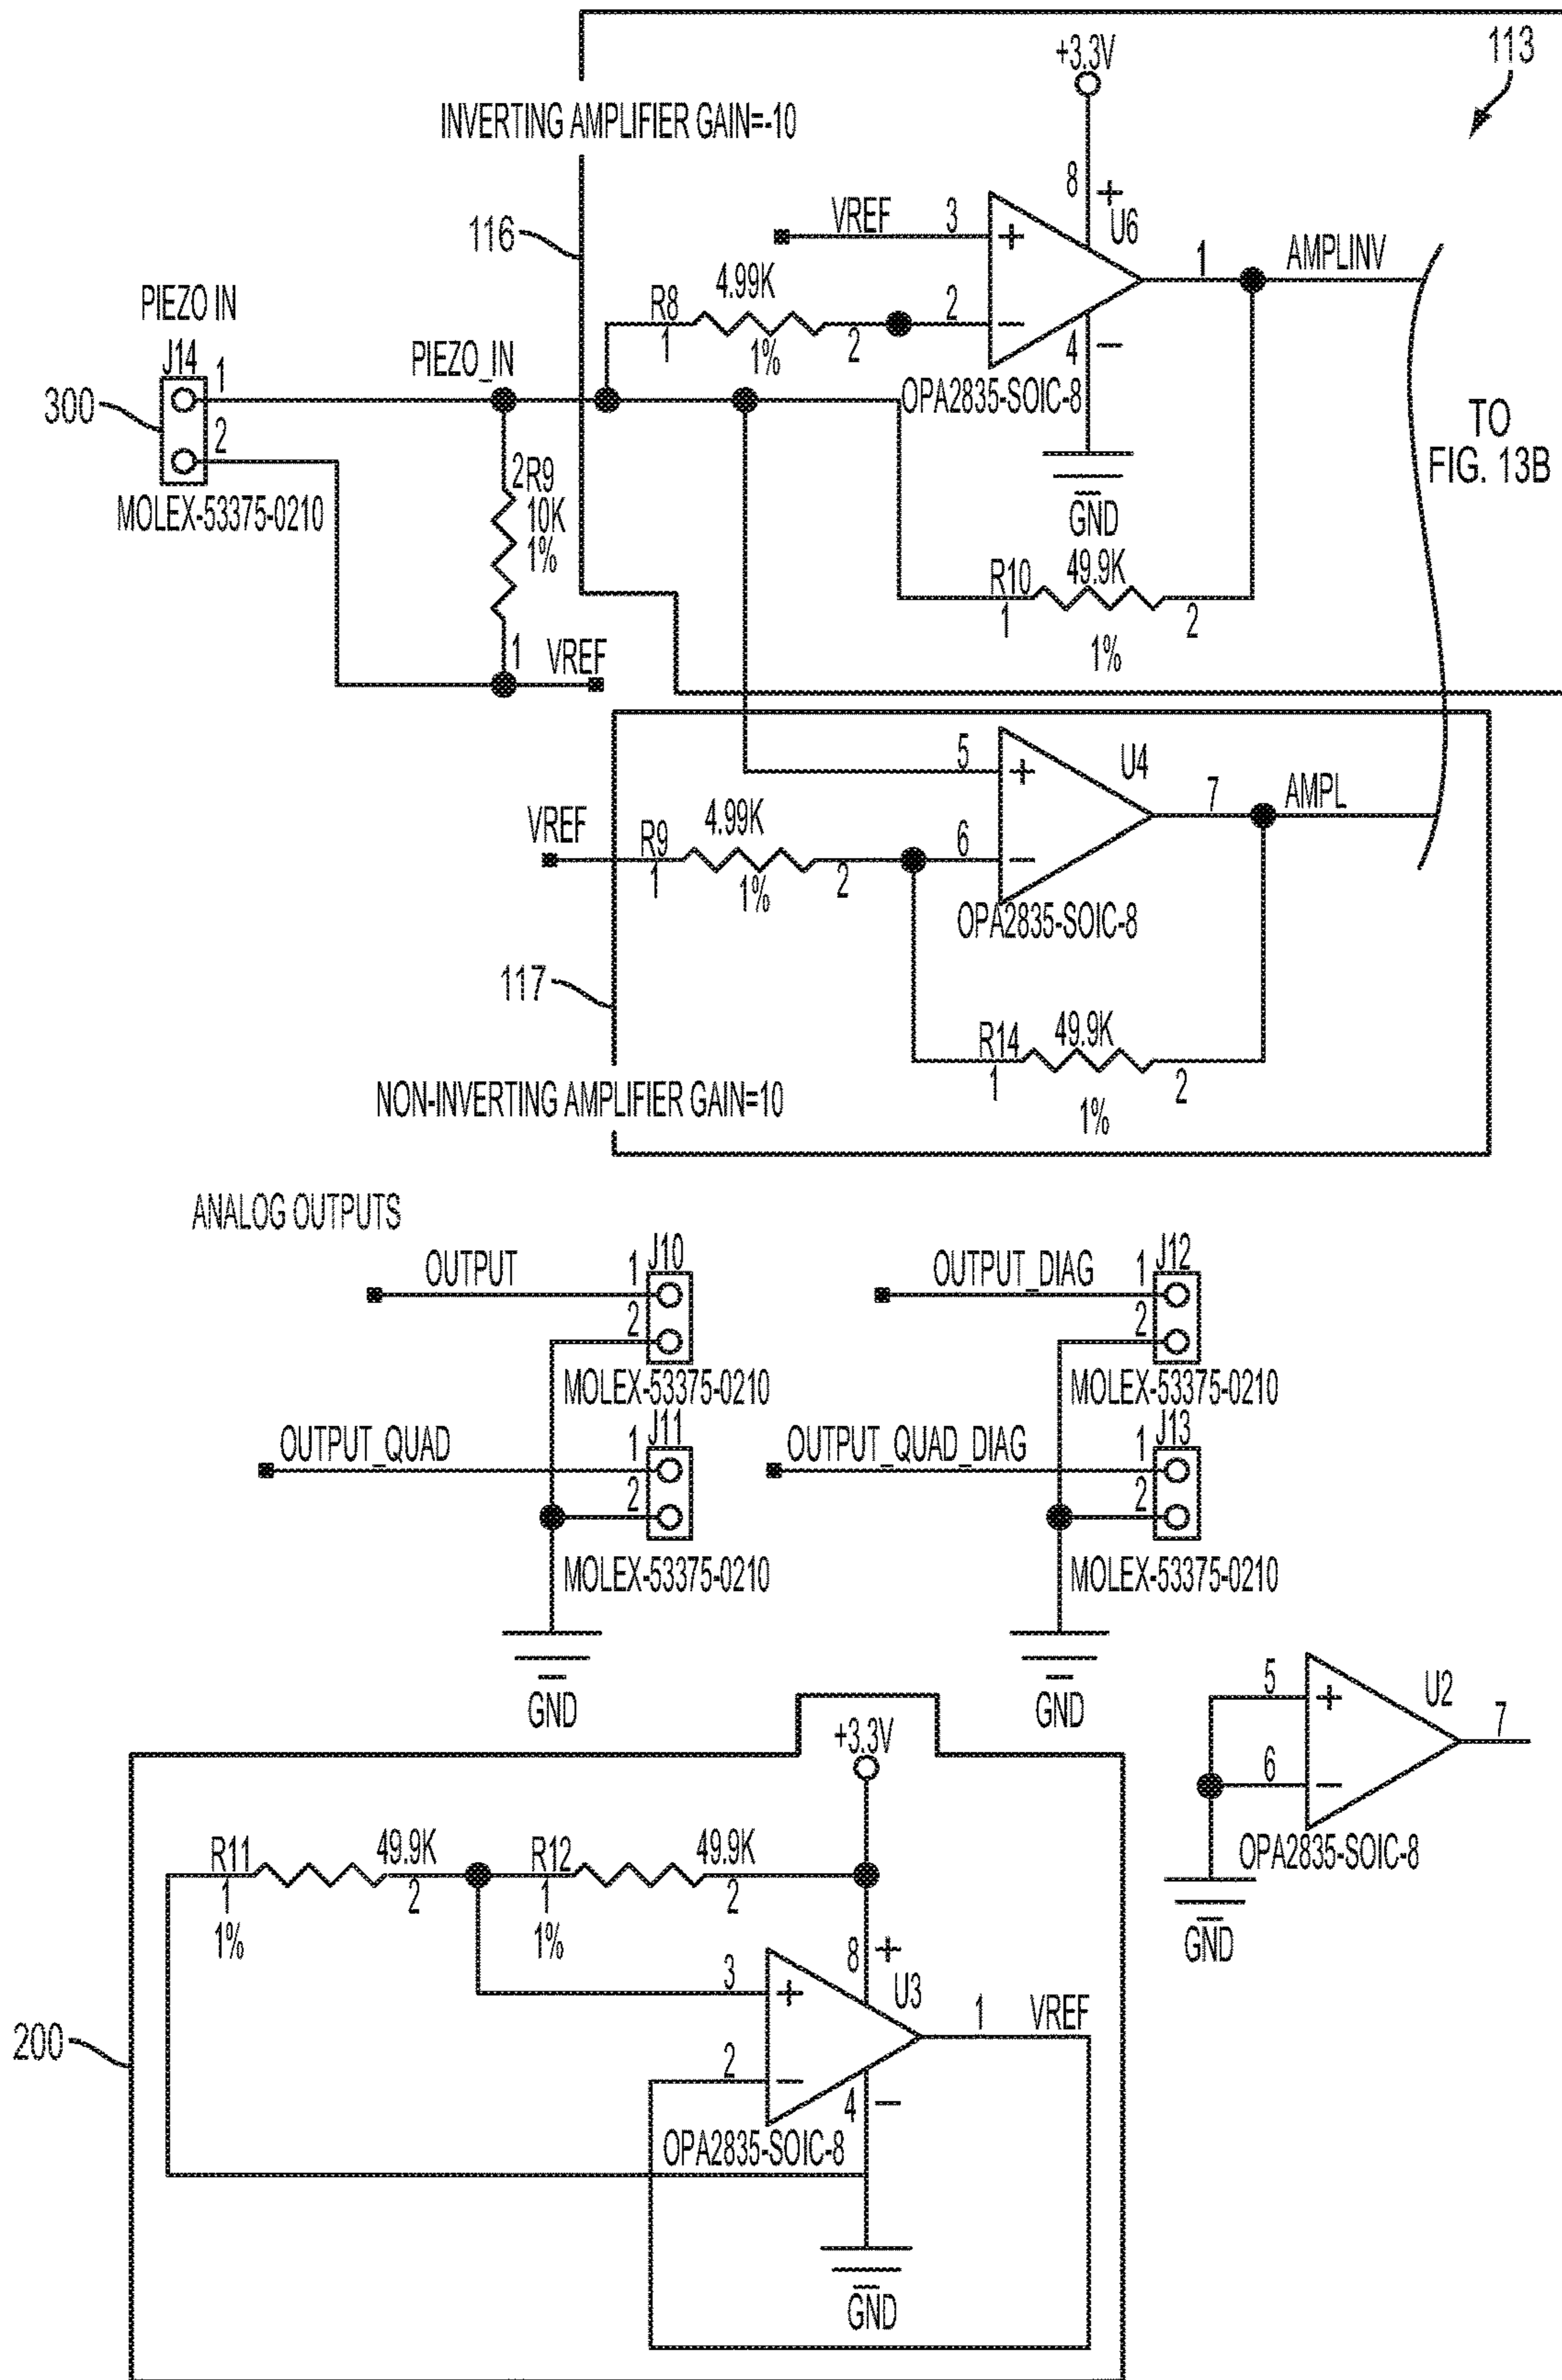 113
+3.3V
INVERTING AMPLIFIER GAIN=-10
8
+
U6
116
VREF
3
+
1
AMPLINV
4.99K
R8
1
1%
2
2
−
4
−
OPA2835-SOIC-8
GND
PIEZO IN
J14
1
2
300
PIEZO_IN
MOLEX-53375-0210
2
R9
10K
1%
1
VREF
TO
FIG. 13B
R10
49.9K
1
2
1%
5
+
U4
7
AMPL
VREF
R9
4.99K
1
1%
2
6
−
OPA2835-SOIC-8
117
R14
49.9K
1
2
1%
NON-INVERTING AMPLIFIER GAIN=10
ANALOG OUTPUTS
OUTPUT
1
J10
2
MOLEX-53375-0210
OUTPUT_DIAG
1
J12
2
MOLEX-53375-0210
OUTPUT_QUAD
1
J11
2
MOLEX-53375-0210
OUTPUT_QUAD_DIAG
1
J13
2
MOLEX-53375-0210
GND
GND
5
+
U2
7
6
−
OPA2835-SOIC-8
GND
+3.3V
R11
49.9K
1
2
1%
R12
49.9K
1
2
1%
8
+
U3
3
+
1
VREF
200
2
−
4
−
OPA2835-SOIC-8
GND